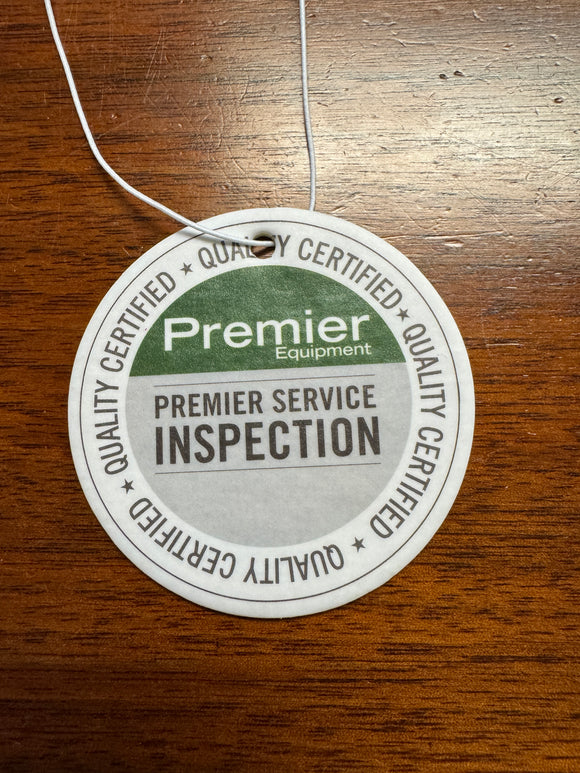 QUALITY CERTIFIED ★ QUALITY CERTIFIED ★ QUALITY CERTIFIED ★ QUALITY CERTIFIED ★
Premier
Equipment
PREMIER SERVICE
INSPECTION